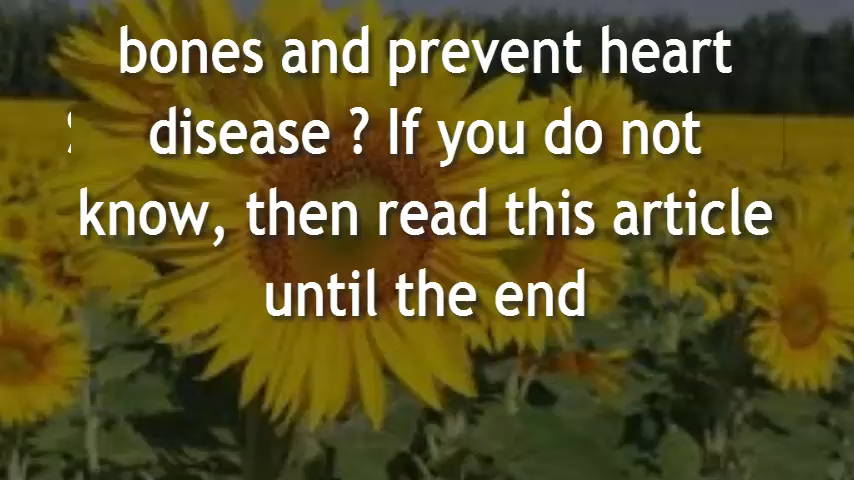 bones and prevent heart
disease ? If you do not
know, then read this article
until the end